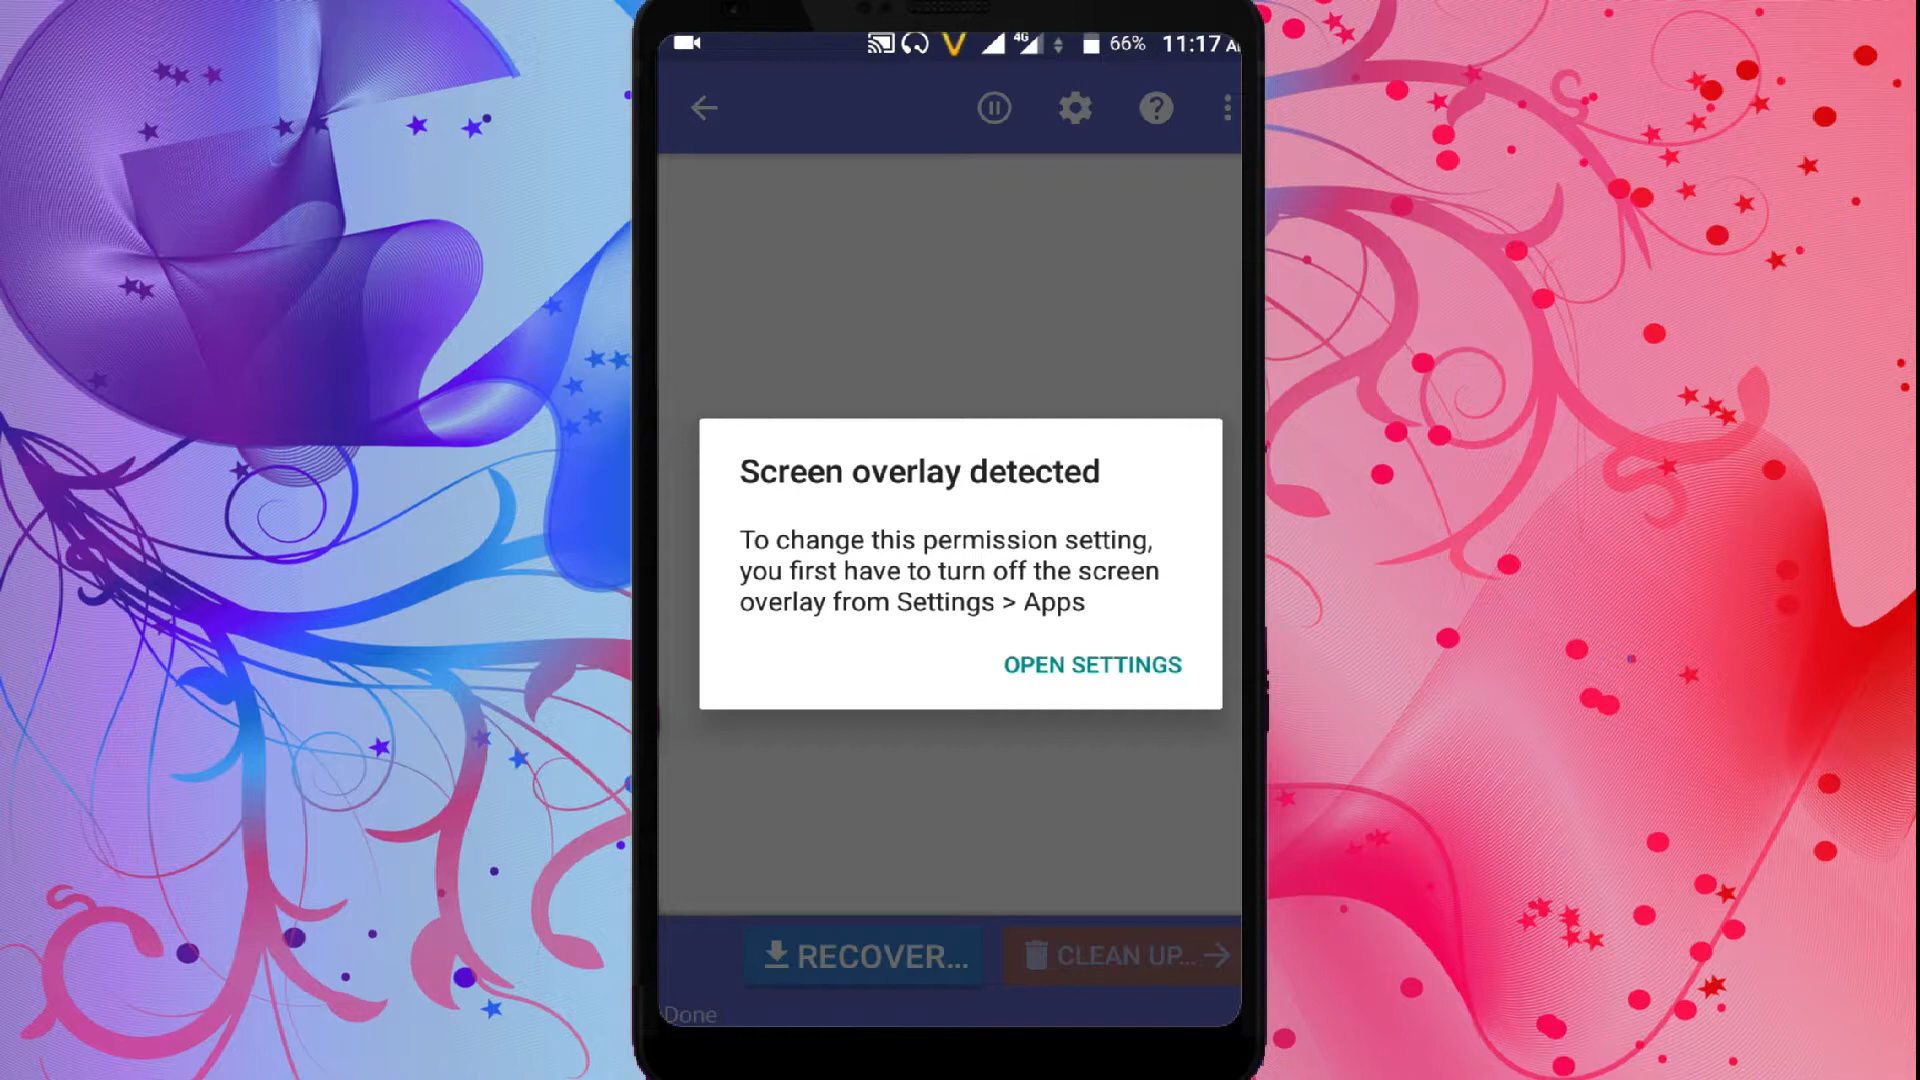 4G 66% 11:17 A
Screen overlay detected
To change this permission setting,
you first have to turn off the screen
overlay from Settings > Apps
OPEN SETTINGS
RECOVER...
CLEAN UP...
Done